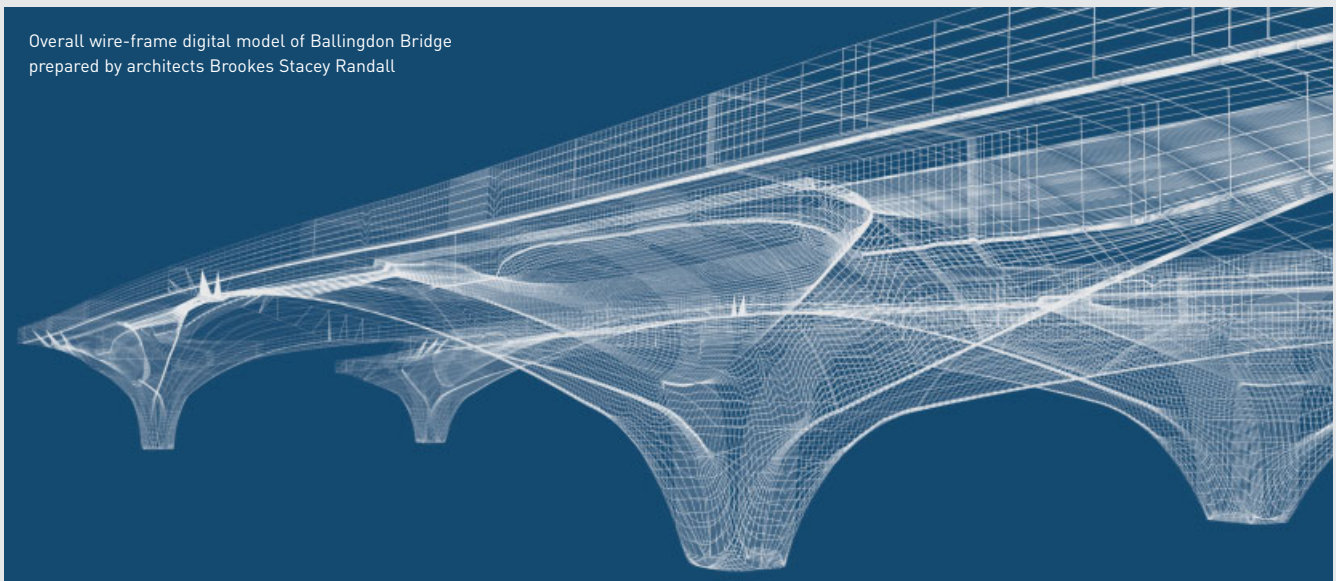 Overall wire-frame digital model of Ballingdon Bridge
prepared by architects Brookes Stacey Randall